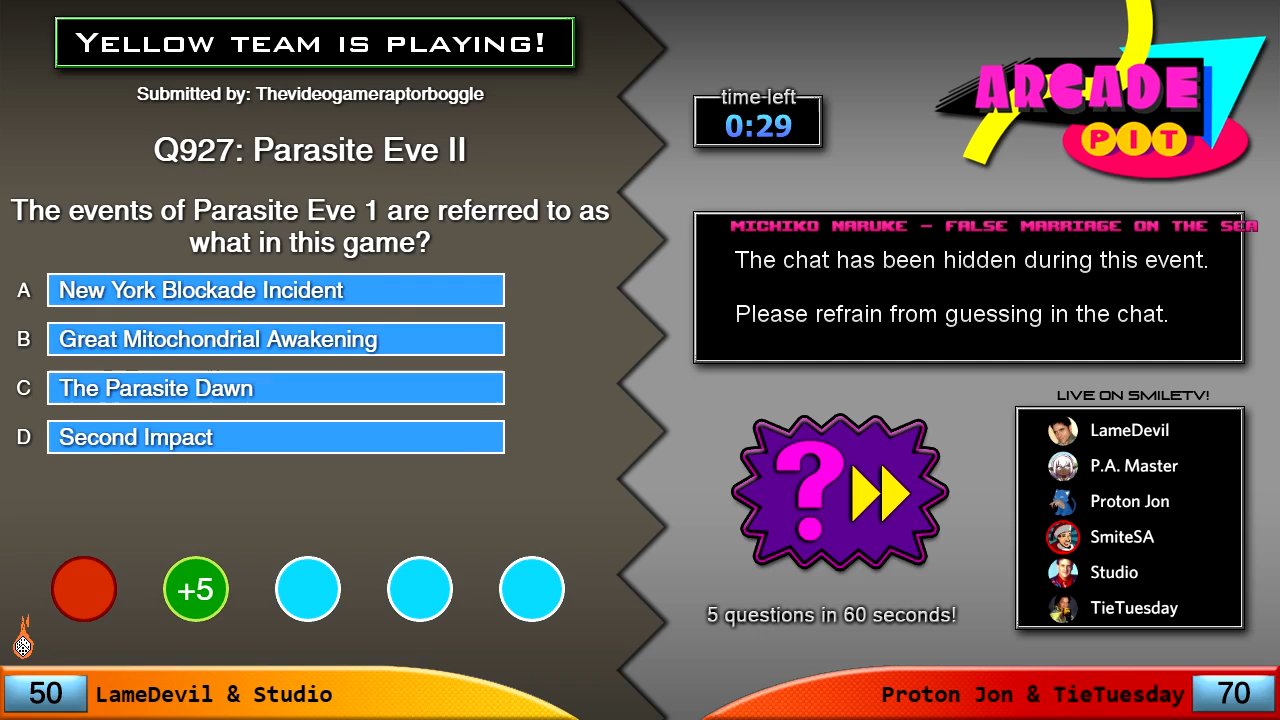 YELLOW TEAM IS PLAYING!
Submitted by: Thevideogameraptorboggle
Q927: Parasite Eve II
The events of Parasite Eve 1 are referred to as
what in this game?
A New York Blockade Incident
B Great Mitochondrial Awakening
C The Parasite Dawn
D Second Impact
+5
50 LameDevil & Studio
time left
0:29
ARCADE
PIT
MICHIKO NARUKE - FALSE MARRIAGE ON THE SEA
The chat has been hidden during this event.
Please refrain from guessing in the chat.
?
5 questions in 60 seconds!
LIVE ON SMILETV!
LameDevil
P.A. Master
Proton Jon
SmiteSA
Studio
TieTuesday
Proton Jon & TieTuesday 70